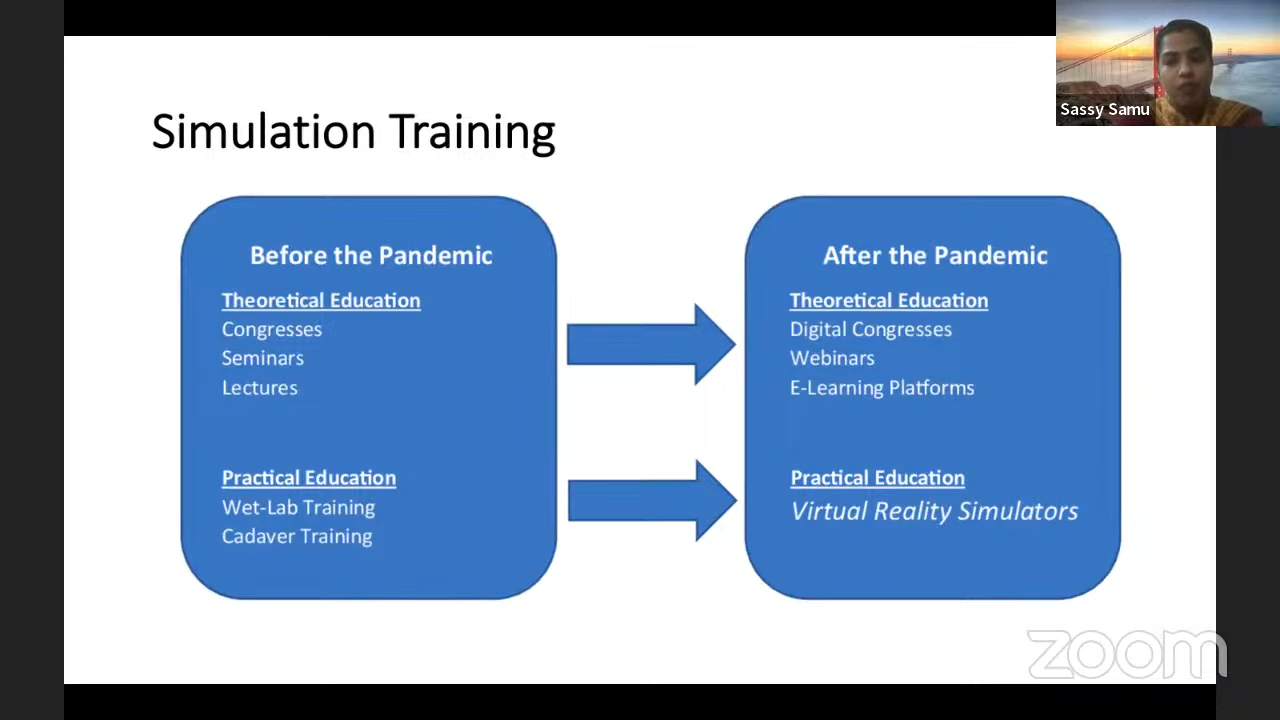 Sassy Samu
Simulation Training
Before the Pandemic
Theoretical Education
Congresses
Seminars
Lectures
Practical Education
Wet-Lab Training
Cadaver Training
After the Pandemic
Theoretical Education
Digital Congresses
Webinars
E-Learning Platforms
Practical Education
Virtual Reality Simulators
zoom